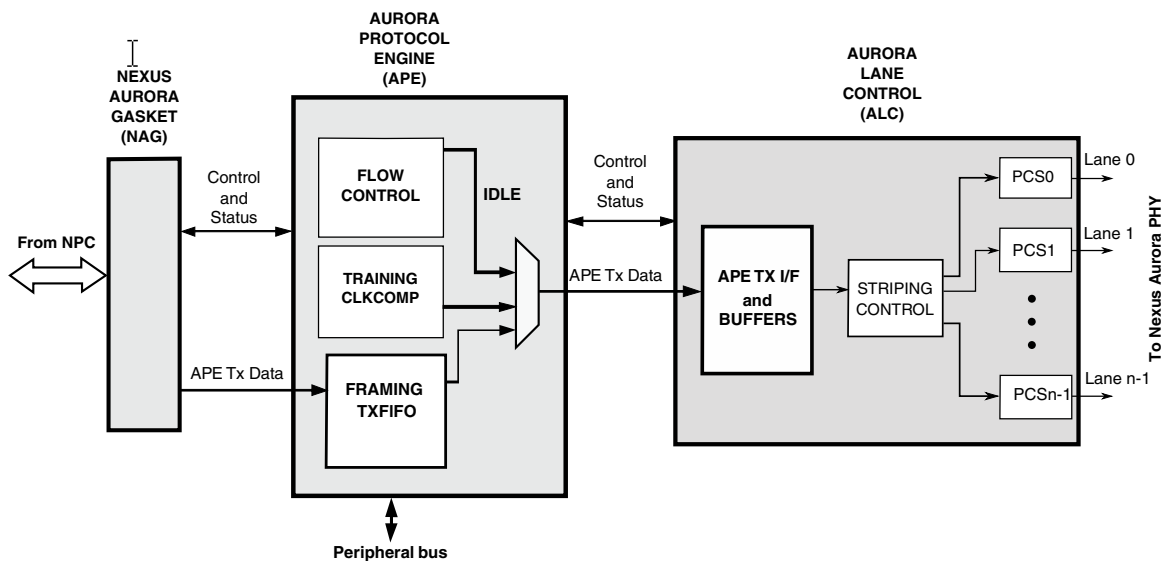 NEXUS
AURORA
GASKET
(NAG)
AURORA
PROTOCOL
ENGINE
(APE)
AURORA
LANE
CONTROL
(ALC)
From NPC
Control
and
Status
APE Tx Data
FLOW
CONTROL
IDLE
TRAINING
CLKCOMP
FRAMING
TXFIFO
Peripheral bus
Control
and
Status
APE Tx Data
APE TX I/F
and
BUFFERS
STRIPING
CONTROL
PCS0
Lane 0
PCS1
Lane 1
PCSn-1
Lane n-1
To Nexus Aurora PHY